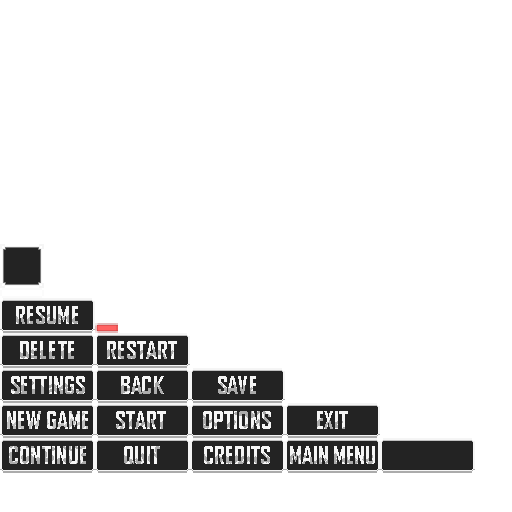 RESUME
DELETE RESTART
SETTINGS BACK SAVE
NEW GAME START OPTIONS EXIT
CONTINUE QUIT CREDITS MAIN MENU